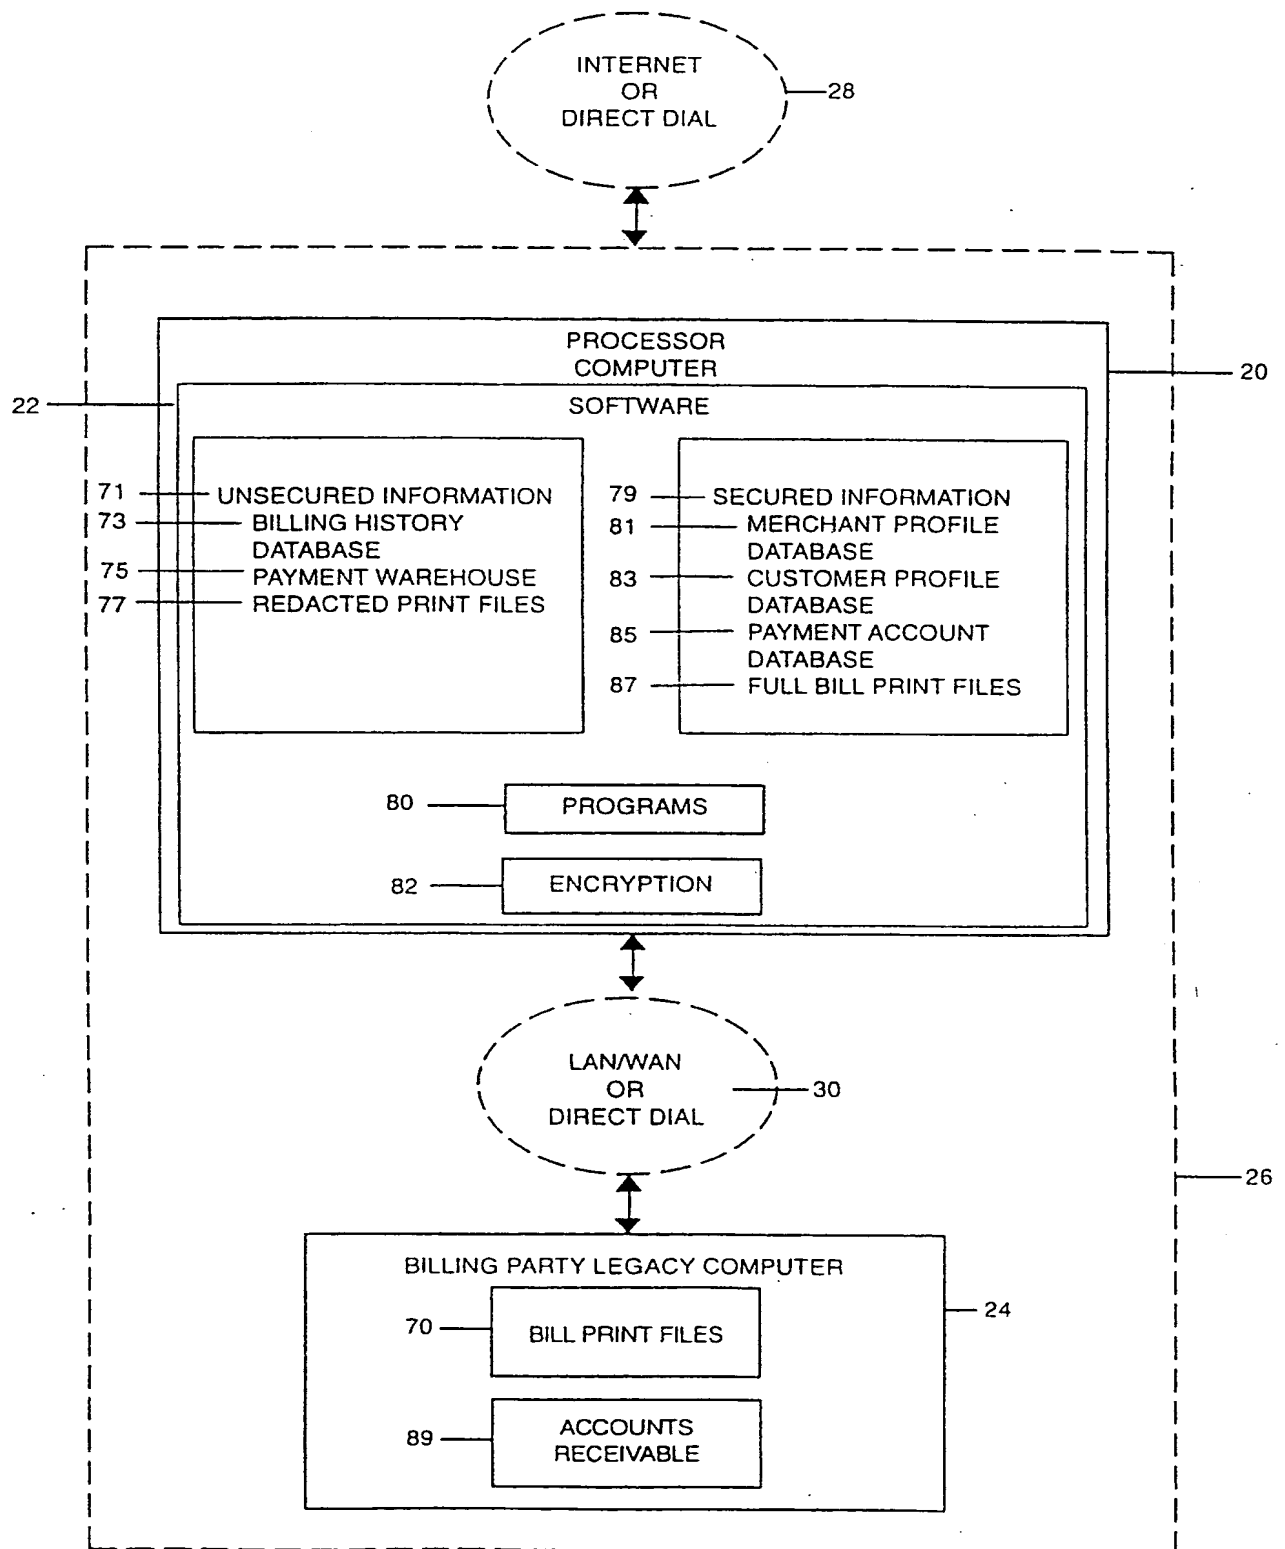 INTERNET
OR
DIRECT DIAL
28
PROCESSOR
COMPUTER
20
22
SOFTWARE
71
UNSECURED INFORMATION
73
BILLING HISTORY
DATABASE
75
PAYMENT WAREHOUSE
77
REDACTED PRINT FILES
79
SECURED INFORMATION
81
MERCHANT PROFILE
DATABASE
83
CUSTOMER PROFILE
DATABASE
85
PAYMENT ACCOUNT
DATABASE
87
FULL BILL PRINT FILES
80
PROGRAMS
82
ENCRYPTION
LAN/WAN
OR
DIRECT DIAL
30
26
BILLING PARTY LEGACY COMPUTER
24
70
BILL PRINT FILES
89
ACCOUNTS
RECEIVABLE